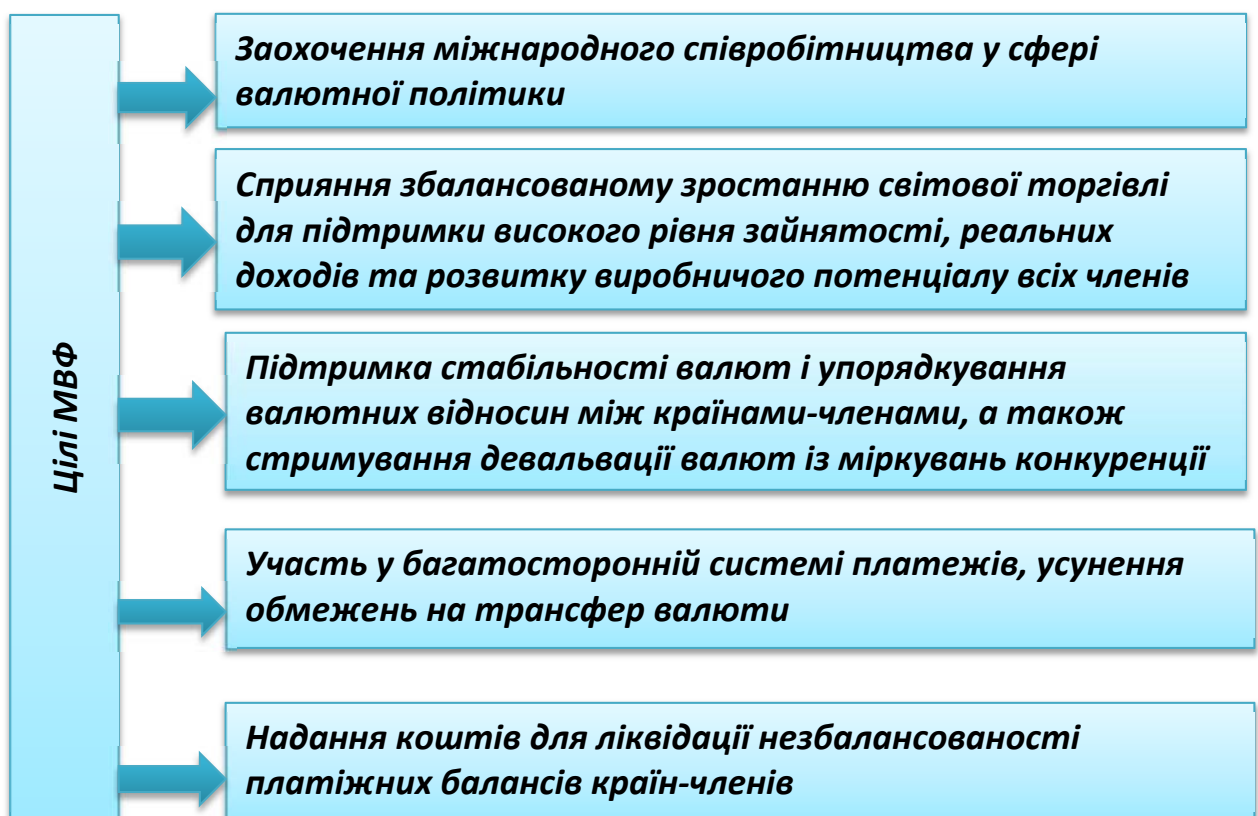 Цілі МВФ
Заохочення міжнародного співробітництва у сфері
валютної політики
Сприяння збалансованому зростанню світової торгівлі
для підтримки високого рівня зайнятості, реальних
доходів та розвитку виробничого потенціалу всіх членів
Підтримка стабільності валют і упорядкування
валютних відносин між країнами-членами, а також
стримування девальвації валют із міркувань конкуренції
Участь у багатосторонній системі платежів, усунення
обмежень на трансфер валюти
Надання коштів для ліквідації незбалансованості
платіжних балансів країн-членів